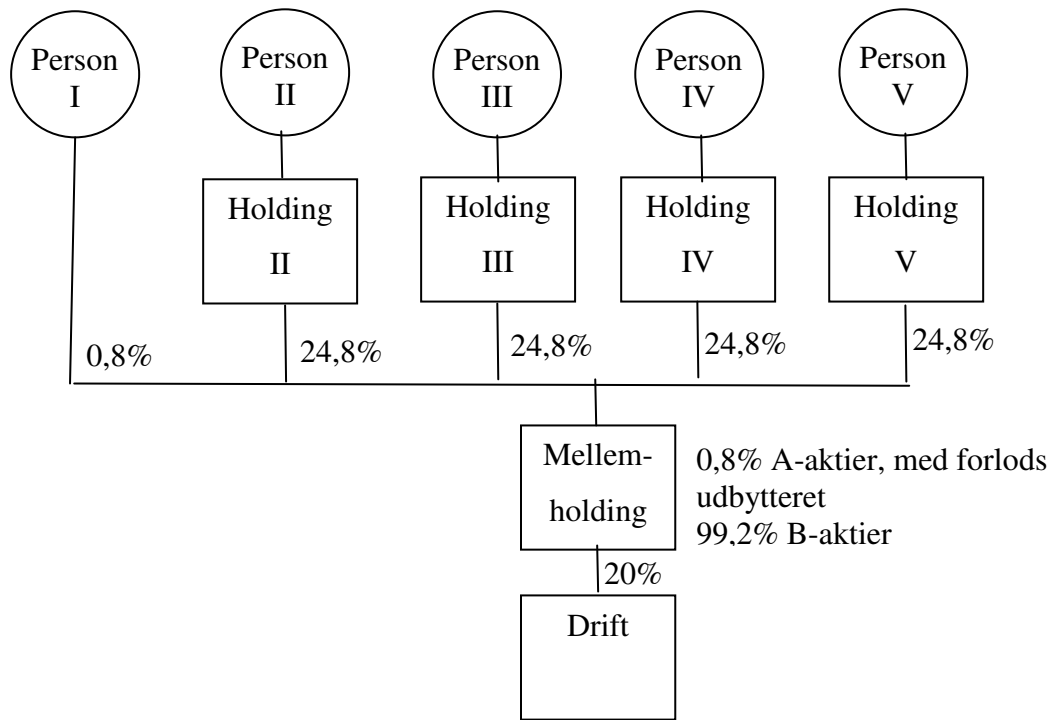 Person
I
Person
II
Person
III
Person
IV
Person
V
Holding
II
Holding
III
Holding
IV
Holding
V
0,8%
24,8%
24,8%
24,8%
24,8%
Mellem-
holding
0,8% A-aktier, med forlods
udbytteret
99,2% B-aktier
20%
Drift